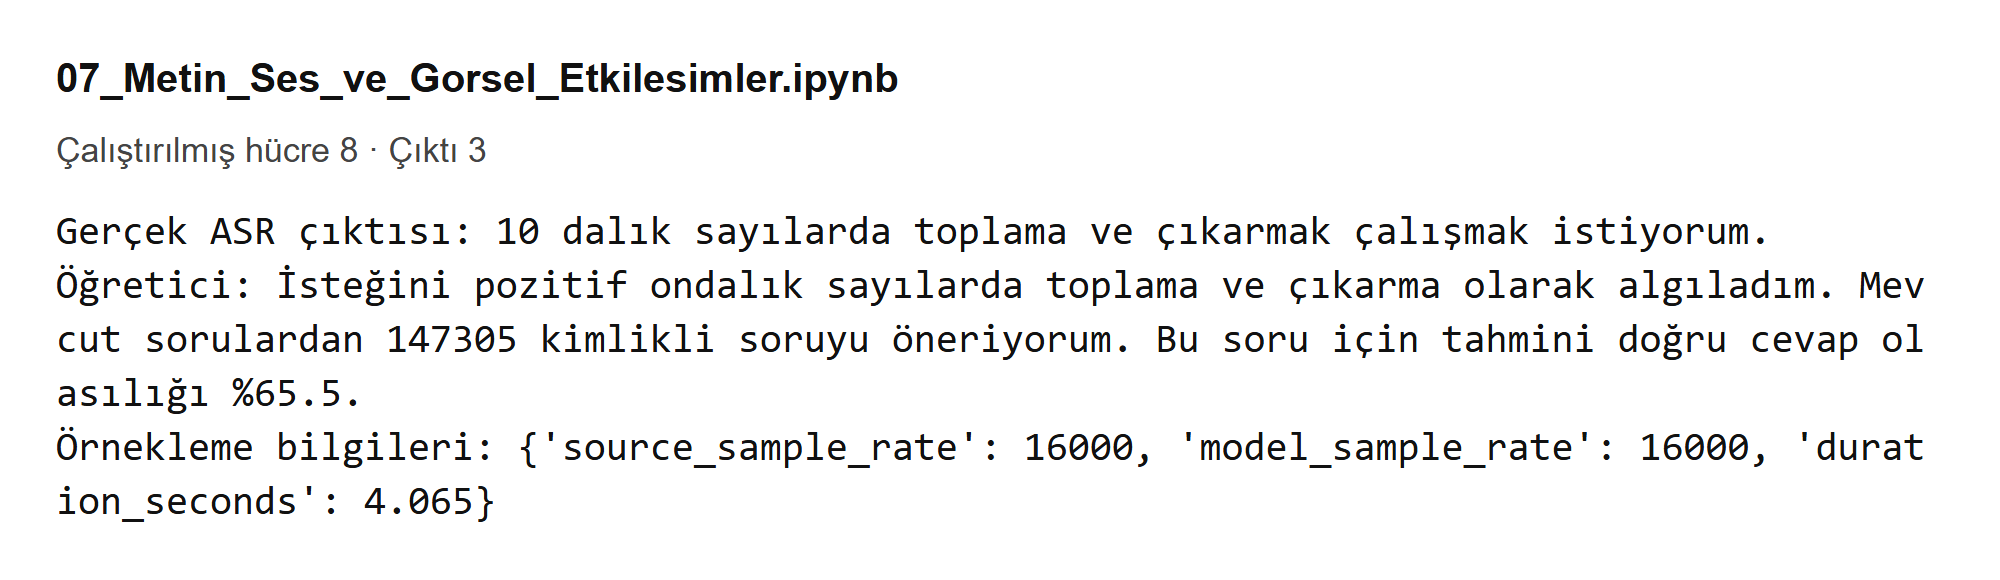 07_Metin_Ses_ve_Gorsel_Etkilesimler.ipynb
Çalıştırılmış hücre 8 · Çıktı 3
Gerçek ASR çıktısı: 10 dalık sayılarda toplama ve çıkarmak çalışmak istiyorum.
Öğretici: İsteğini pozitif ondalık sayılarda toplama ve çıkarma olarak algıladım. Mev
cut sorulardan 147305 kimlikli soruyu öneriyorum. Bu soru için tahmini doğru cevap ol
asılığı %65.5.
Örnekleme bilgileri: {'source_sample_rate': 16000, 'model_sample_rate': 16000, 'durat
ion_seconds': 4.065}